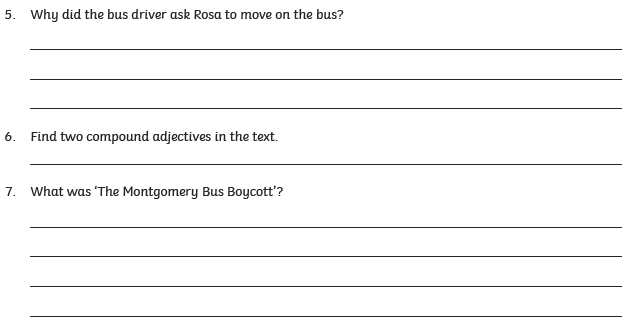 5. Why did the bus driver ask Rosa to move on the bus?
6. Find two compound adjectives in the text.
7. What was ‘The Montgomery Bus Boycott’?